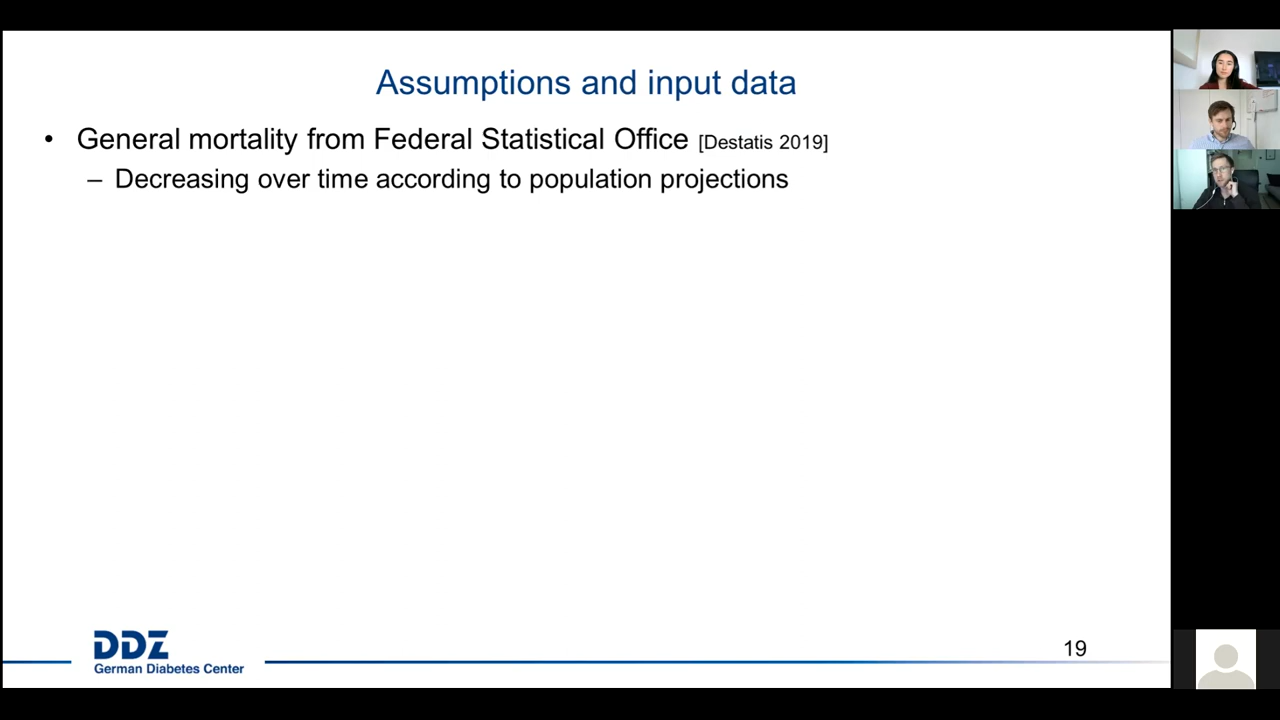 Assumptions and input data
• General mortality from Federal Statistical Office [Destatis 2019]
– Decreasing over time according to population projections
DDZ
German Diabetes Center
19